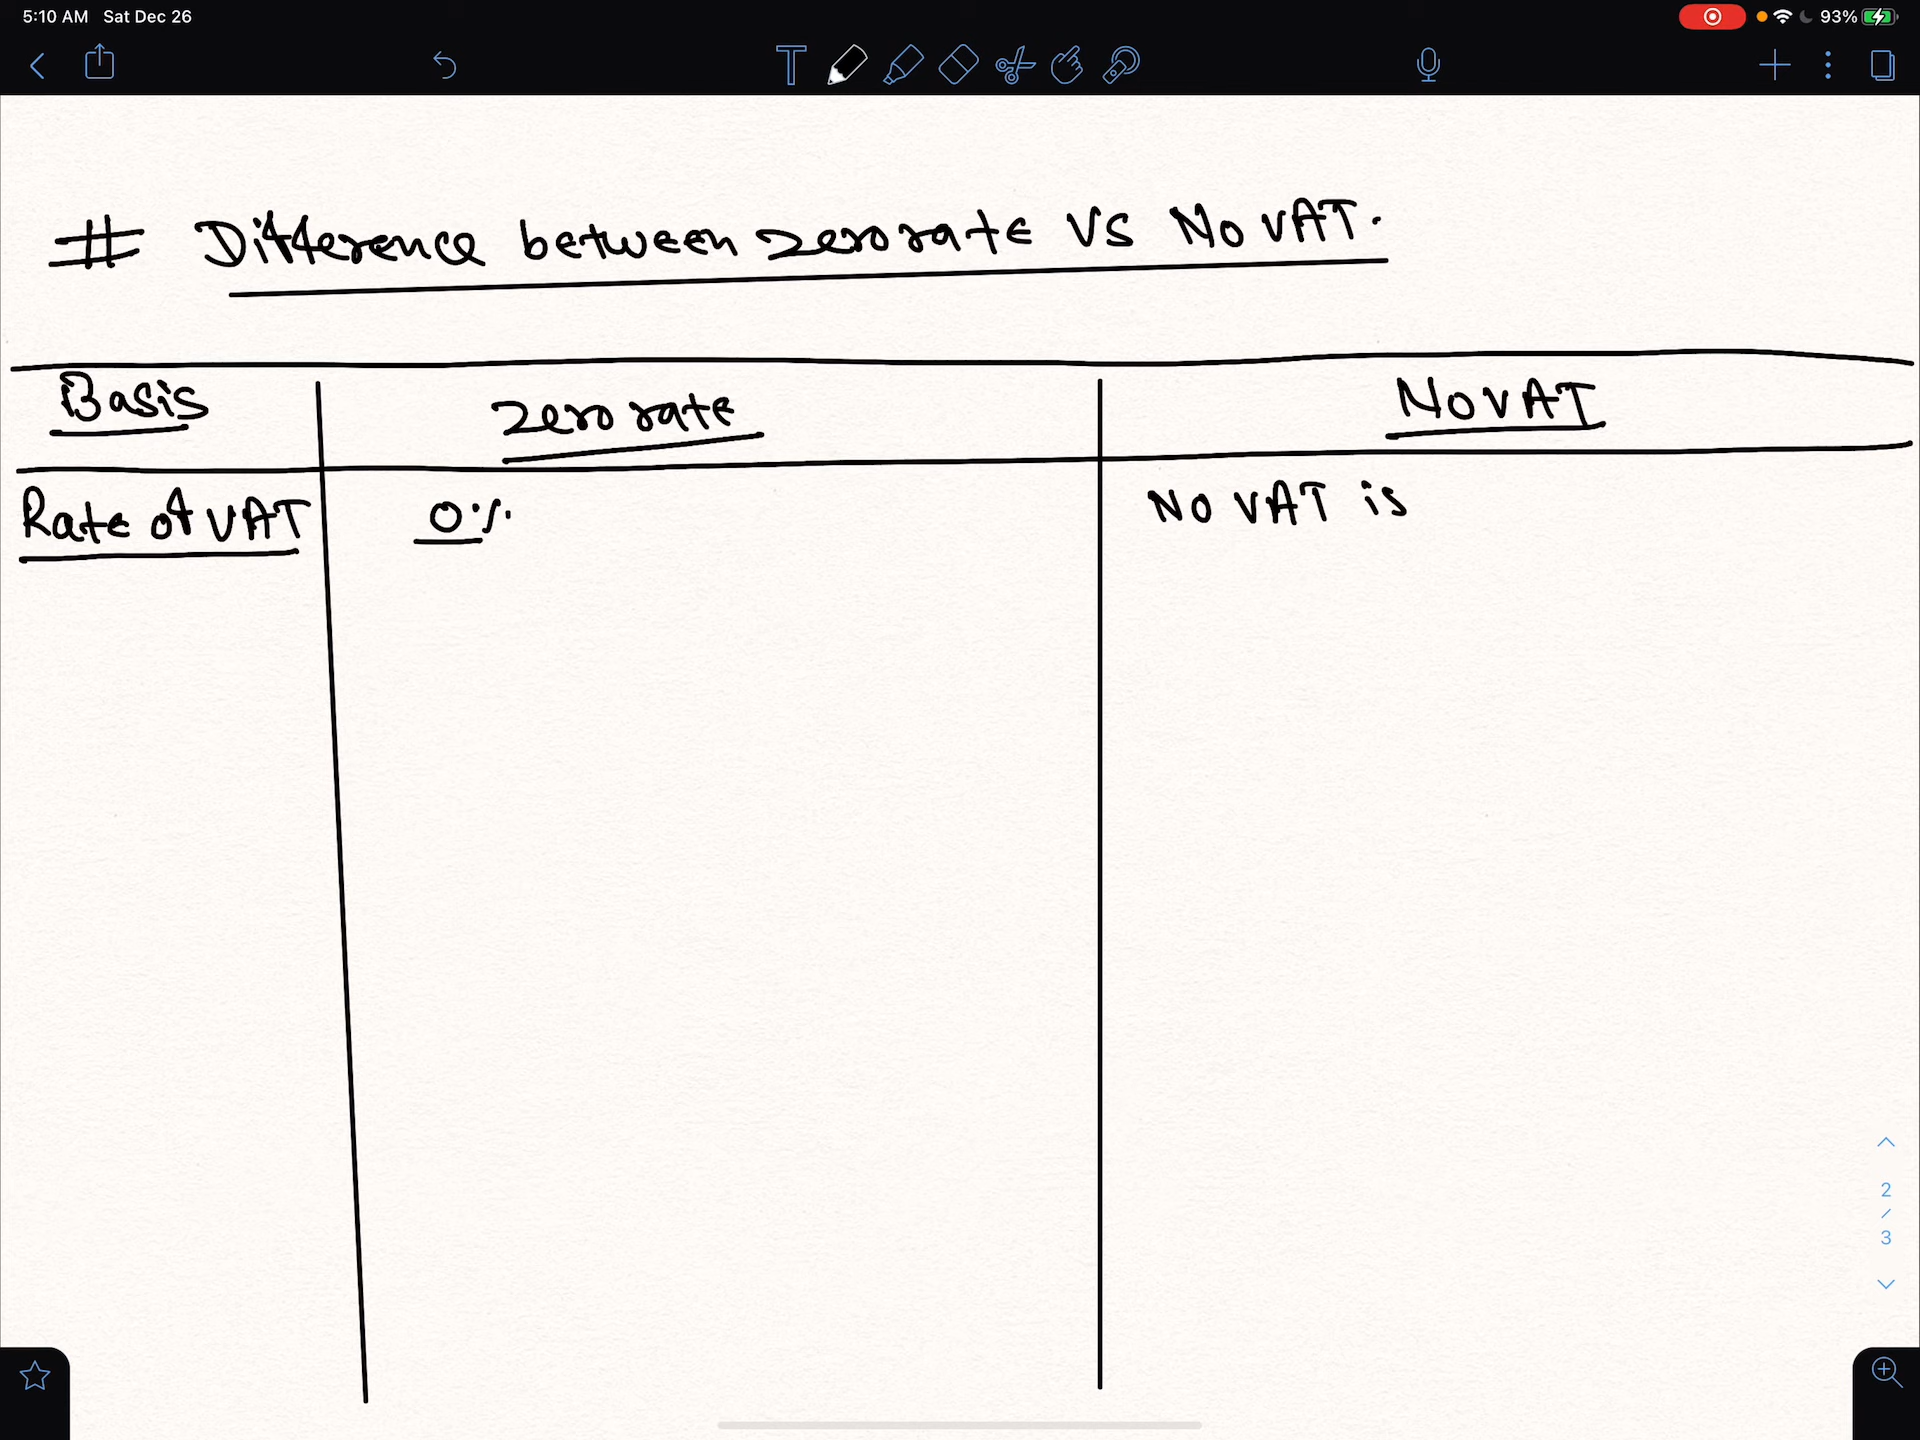 5:10 AM Sat Dec 26
93%
# Difference between zero rate VS No VAT.
Basis zero rate No VAT
Rate of VAT 0% No VAT is
2
/
3